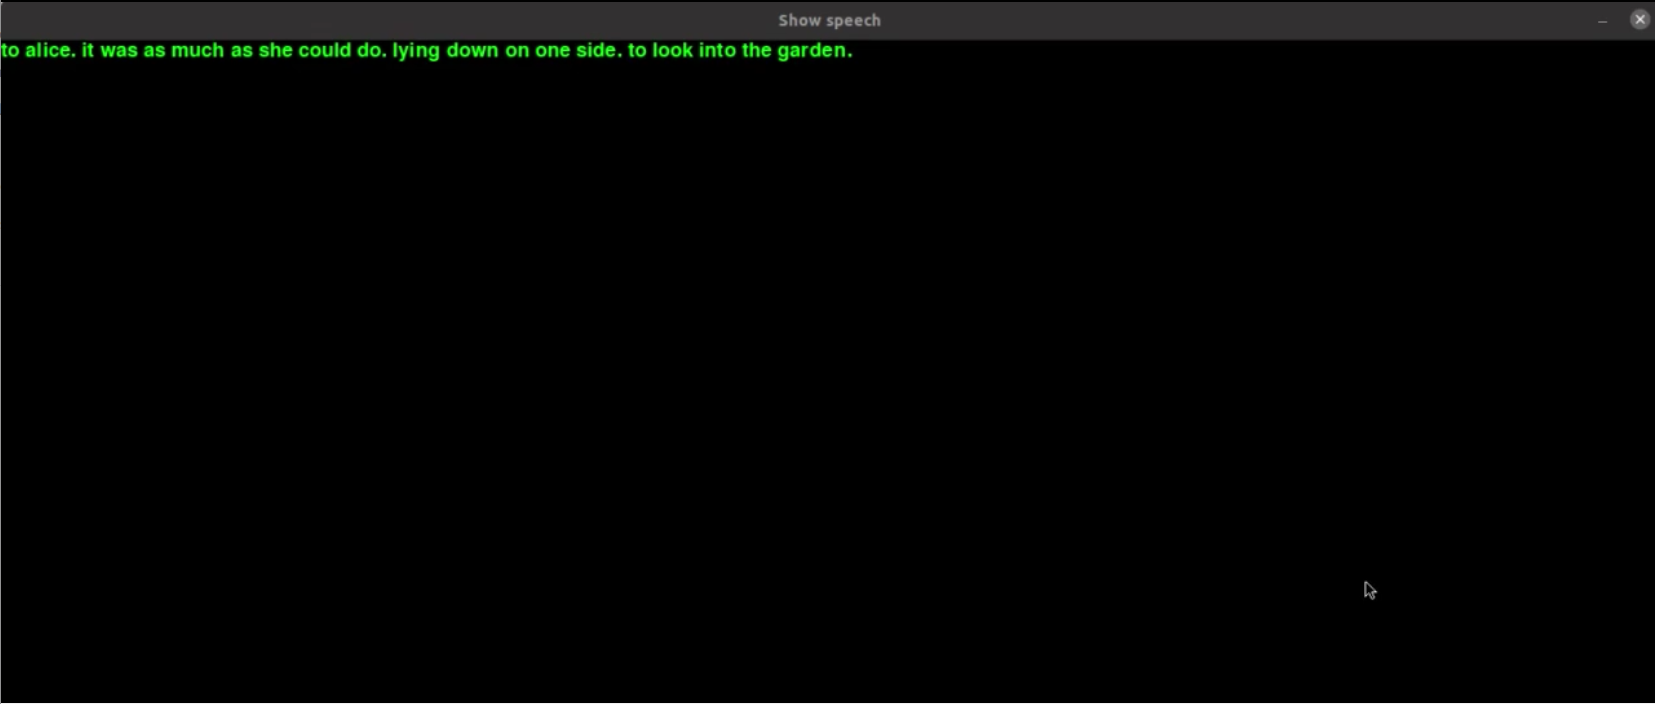 Show speech
to alice. it was as much as she could do. lying down on one side. to look into the garden.